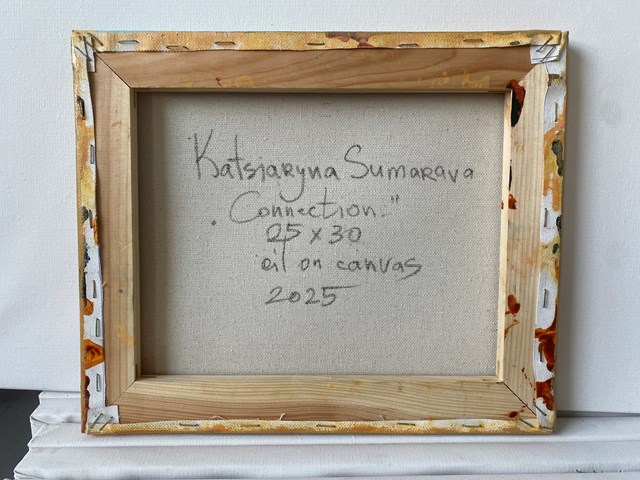 Katsiaryna Sumarava
"Connection."
25 x 30
oil on canvas
2025